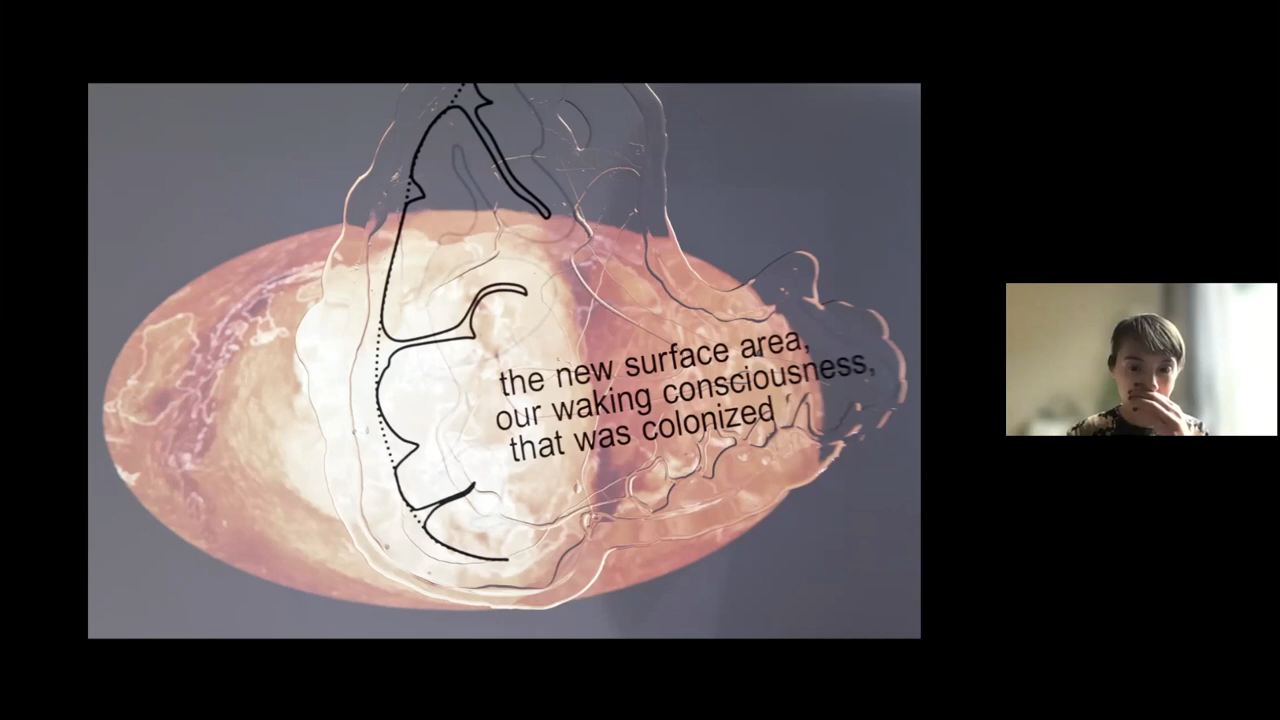 the new surface area,
our waking consciousness,
that was colonized